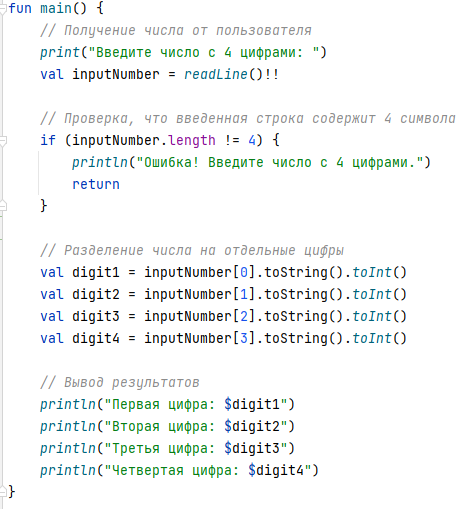 fun main() {
    // Получение числа от пользователя
    print("Введите число с 4 цифрами: ")
    val inputNumber = readLine()!!

    // Проверка, что введенная строка содержит 4 символа
    if (inputNumber.length != 4) {
        println("Ошибка! Введите число с 4 цифрами.")
        return
    }

    // Разделение числа на отдельные цифры
    val digit1 = inputNumber[0].toString().toInt()
    val digit2 = inputNumber[1].toString().toInt()
    val digit3 = inputNumber[2].toString().toInt()
    val digit4 = inputNumber[3].toString().toInt()

    // Вывод результатов
    println("Первая цифра: $digit1")
    println("Вторая цифра: $digit2")
    println("Третья цифра: $digit3")
    println("Четвертая цифра: $digit4")
}